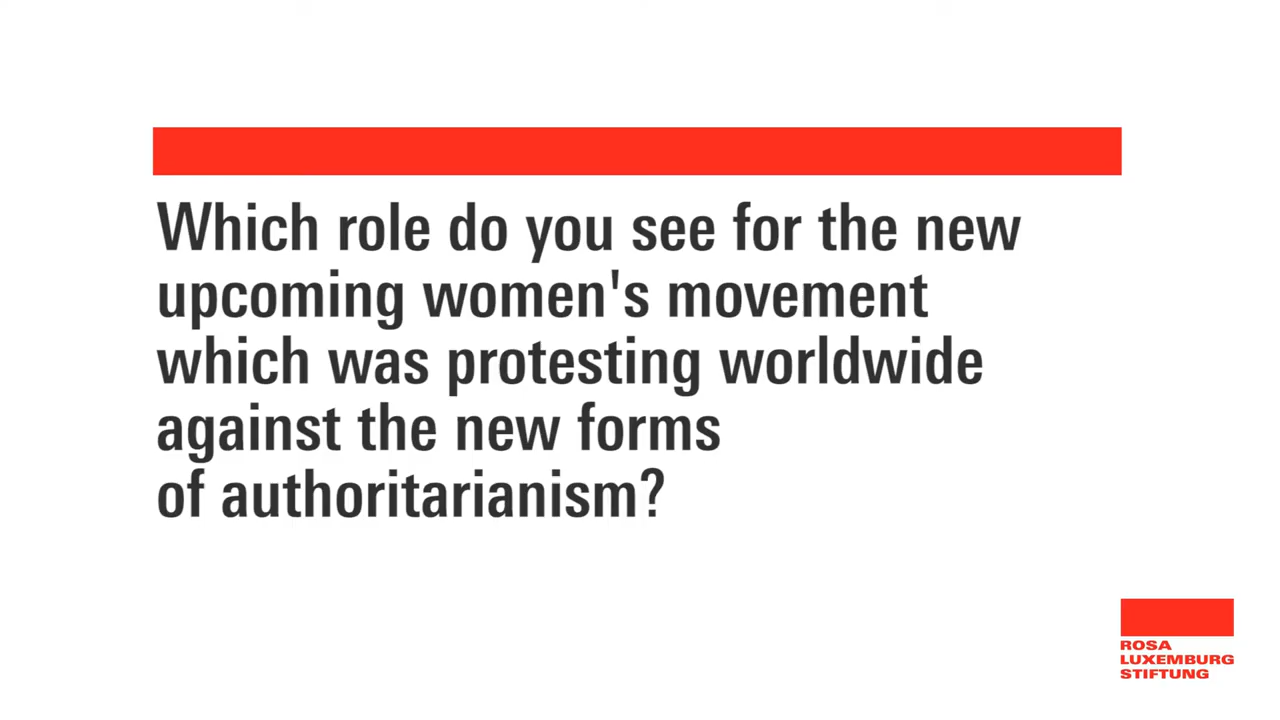 Which role do you see for the new
upcoming women's movement
which was protesting worldwide
against the new forms
of authoritarianism?
ROSA
LUXEMBURG
STIFTUNG